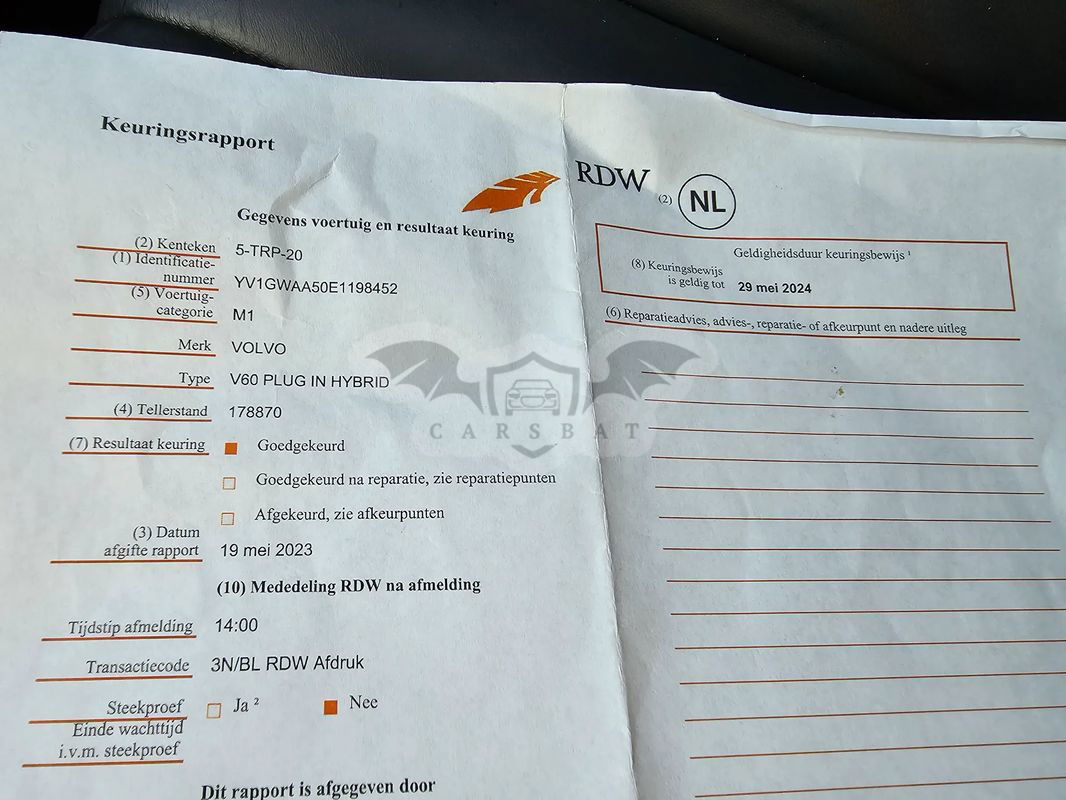 Keuringsrapport
RDW (2) NL
Gegevens voertuig en resultaat keuring
(2) Kenteken 5-TRP-20
(1) Identificatie-
nummer YV1GWAA50E1198452
(5) Voertuig-
categorie M1
Merk VOLVO
Type V60 PLUG IN HYBRID
(4) Tellerstand 178870
(7) Resultaat keuring Goedgekeurd
Goedgekeurd na reparatie, zie reparatiepunten
Afgekeurd, zie afkeurpunten
(3) Datum
afgifte rapport 19 mei 2023
(10) Mededeling RDW na afmelding
Tijdstip afmelding 14:00
Transactiecode 3N/BL RDW Afdruk
Steekproef Ja ² Nee
Einde wachttijd
i.v.m. steekproef
Dit rapport is afgegeven door
Geldigheidsduur keuringsbewijs ¹
(8) Keuringsbewijs
is geldig tot 29 mei 2024
(6) Reparatieadvies, advies-, reparatie- of afkeurpunt en nadere uitleg
CARSBAT